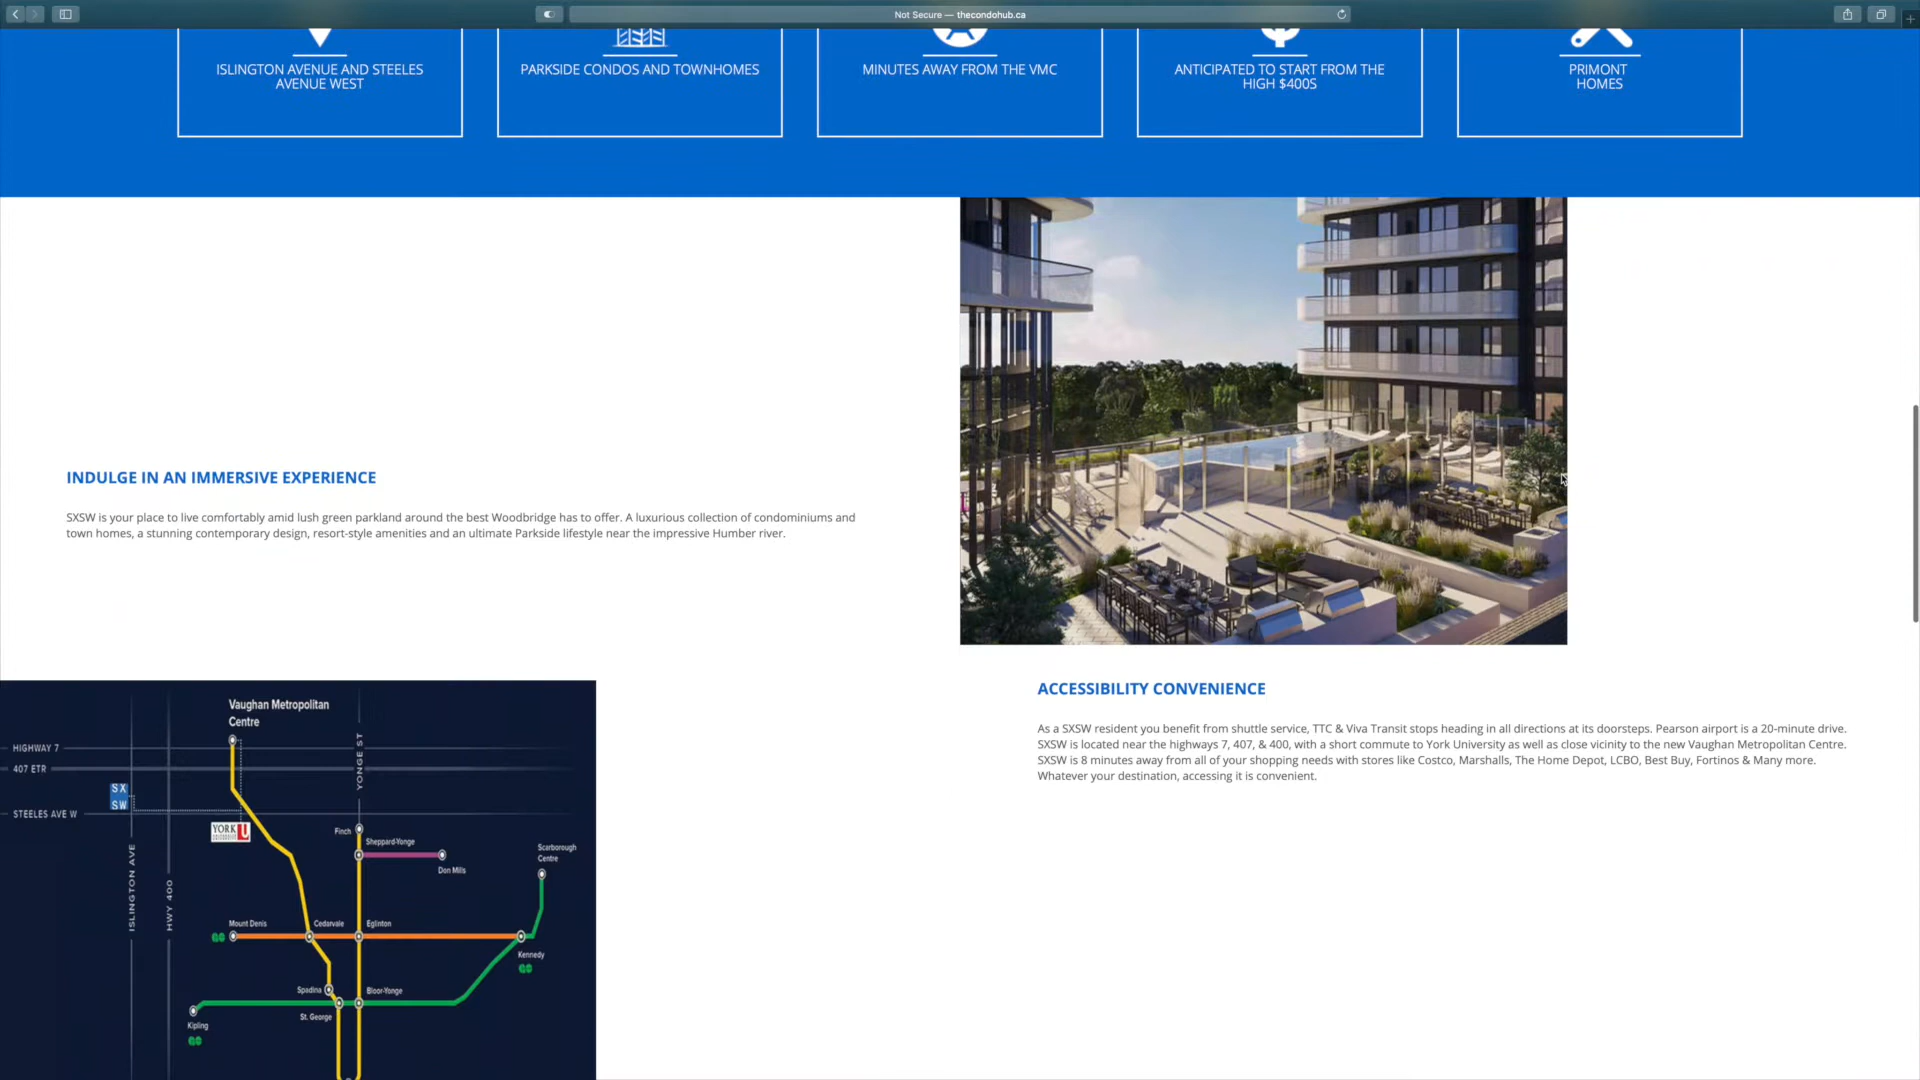 Not Secure — thecondohub.ca
ISLINGTON AVENUE AND STEELES
AVENUE WEST
PARKSIDE CONDOS AND TOWNHOMES
MINUTES AWAY FROM THE VMC
ANTICIPATED TO START FROM THE
HIGH $400S
PRIMONT
HOMES
INDULGE IN AN IMMERSIVE EXPERIENCE
SXSW is your place to live comfortably amid lush green parkland around the best Woodbridge has to offer. A luxurious collection of condominiums and
town homes, a stunning contemporary design, resort-style amenities and an ultimate Parkside lifestyle near the impressive Humber river.
ACCESSIBILITY CONVENIENCE
As a SXSW resident you benefit from shuttle service, TTC & Viva Transit stops heading in all directions at its doorsteps. Pearson airport is a 20-minute drive.
SXSW is located near the highways 7, 407, & 400, with a short commute to York University as well as close vicinity to the new Vaughan Metropolitan Centre.
SXSW is 8 minutes away from all of your shopping needs with stores like Costco, Marshalls, The Home Depot, LCBO, Best Buy, Fortinos & Many more.
Whatever your destination, accessing it is convenient.
Vaughan Metropolitan
Centre
HIGHWAY 7
407 ETR
SX
SW
STEELES AVE W
YORK U
YONGE ST
ISLINGTON AVE
HWY 400
Finch
Sheppard-Yonge
Don Mills
Scarborough
Centre
Mount Denis
Cedarvale
Eglinton
Kennedy
GO
GO
Spadina
Bloor-Yonge
St. George
Kipling
GO